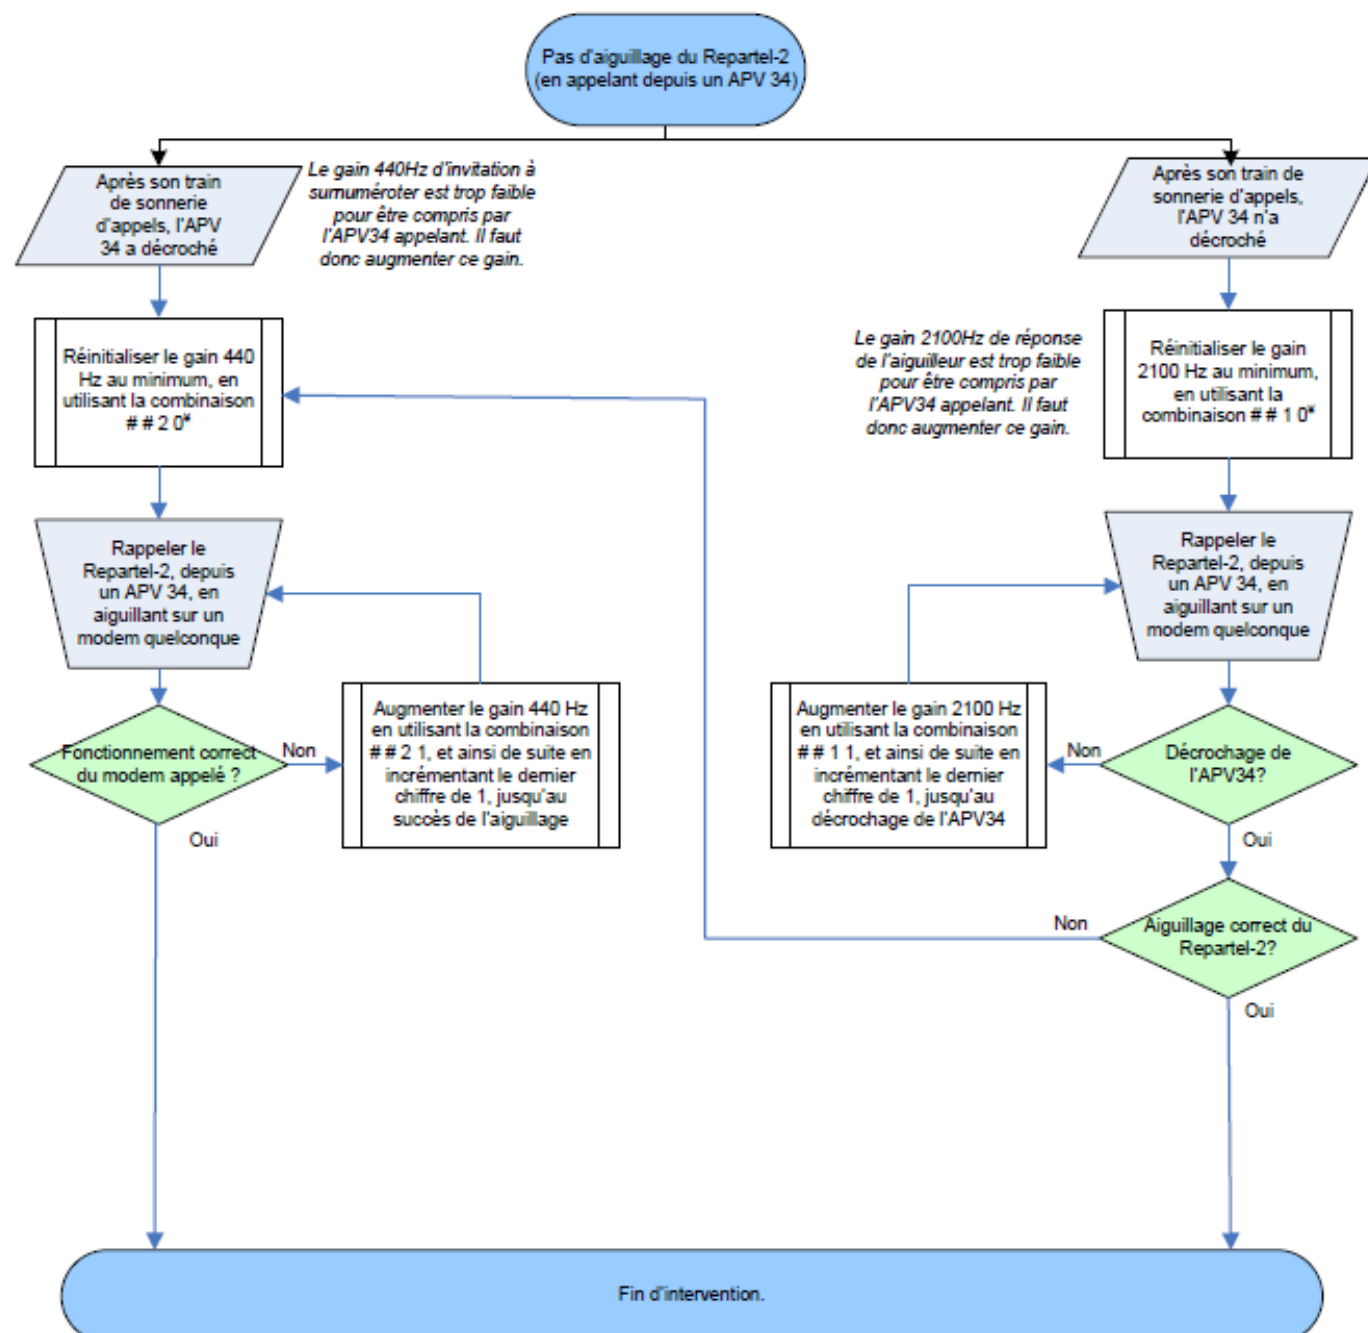 Pas d'aiguillage du Repartel-2
(en appelant depuis un APV 34)
Après son train
de sonnerie
d'appels, l'APV
34 a décroché
Le gain 440Hz d'invitation à
surnuméroter est trop faible
pour être compris par
l'APV34 appelant. Il faut
donc augmenter ce gain.
Après son train de
sonnerie d'appels,
l'APV 34 n'a
décroché
Réinitialiser le gain 440
Hz au minimum, en
utilisant la combinaison
# # 2 0*
Le gain 2100Hz de réponse
de l'aiguilleur est trop faible
pour être compris par
l'APV34 appelant. Il faut
donc augmenter ce gain.
Réinitialiser le gain
2100 Hz au minimum,
en utilisant la
combinaison # # 1 0*
Rappeler le
Repartel-2, depuis
un APV 34, en
aiguillant sur un
modem quelconque
Rappeler le
Repartel-2, depuis
un APV 34, en
aiguillant sur un
modem quelconque
Fonctionnement correct
du modem appelé ?
Non
Augmenter le gain 440 Hz
en utilisant la combinaison
# # 2 1, et ainsi de suite en
incrémentant le dernier
chiffre de 1, jusqu'au
succès de l'aiguillage
Augmenter le gain 2100 Hz
en utilisant la combinaison
# # 1 1, et ainsi de suite en
incrémentant le dernier
chiffre de 1, jusqu'au
décrochage de l'APV34
Non
Décrochage de
l'APV34?
Oui
Oui
Non
Aiguillage correct du
Repartel-2?
Oui
Fin d'intervention.